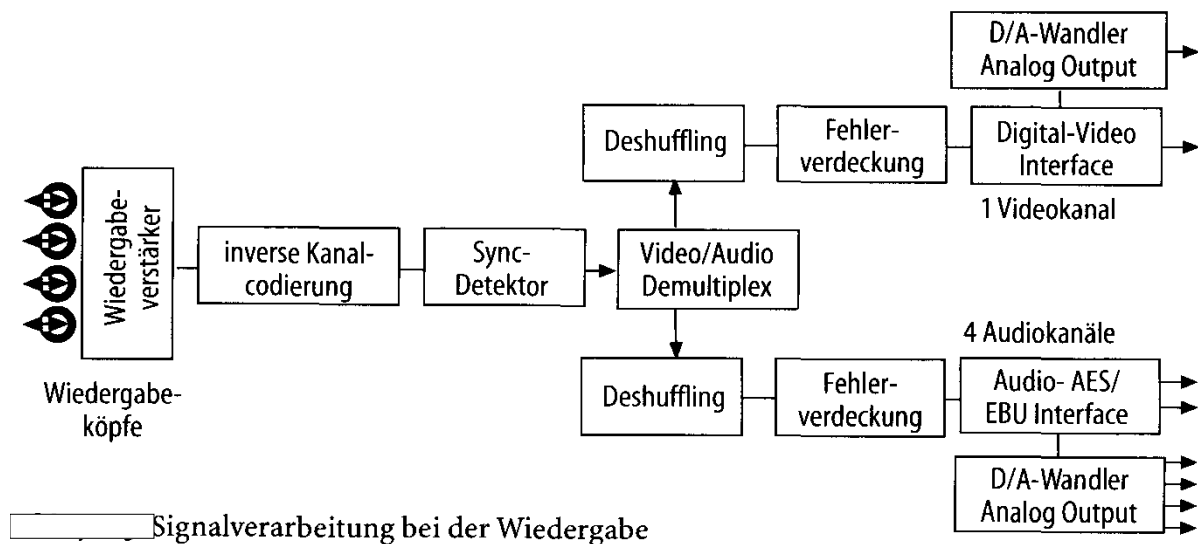 D/A-Wandler
Analog Output
Deshuffling
Fehler-
verdeckung
Digital-Video
Interface
1 Videokanal
Wiedergabe-
verstärker
inverse Kanal-
codierung
Sync-
Detektor
Video/Audio
Demultiplex
Wiedergabe-
köpfe
4 Audiokanäle
Deshuffling
Fehler-
verdeckung
Audio- AES/
EBU Interface
D/A-Wandler
Analog Output
Signalverarbeitung bei der Wiedergabe